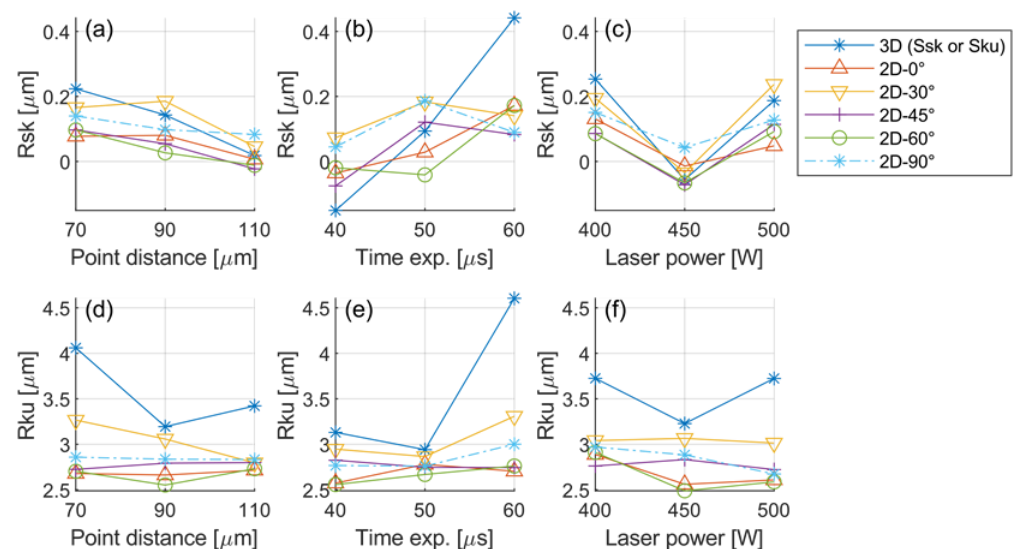 (a)
0.4
0.2
0
Rsk [μm]
70 90 110
Point distance [μm]
(b)
0.4
0.2
0
Rsk [μm]
40 50 60
Time exp. [μs]
(c)
0.4
0.2
0
Rsk [μm]
400 450 500
Laser power [W]
3D (Ssk or Sku)
2D-0°
2D-30°
2D-45°
2D-60°
2D-90°
(d)
4.5
4
3.5
3
2.5
Rku [μm]
70 90 110
Point distance [μm]
(e)
4.5
4
3.5
3
2.5
Rku [μm]
40 50 60
Time exp. [μs]
(f)
4.5
4
3.5
3
2.5
Rku [μm]
400 450 500
Laser power [W]